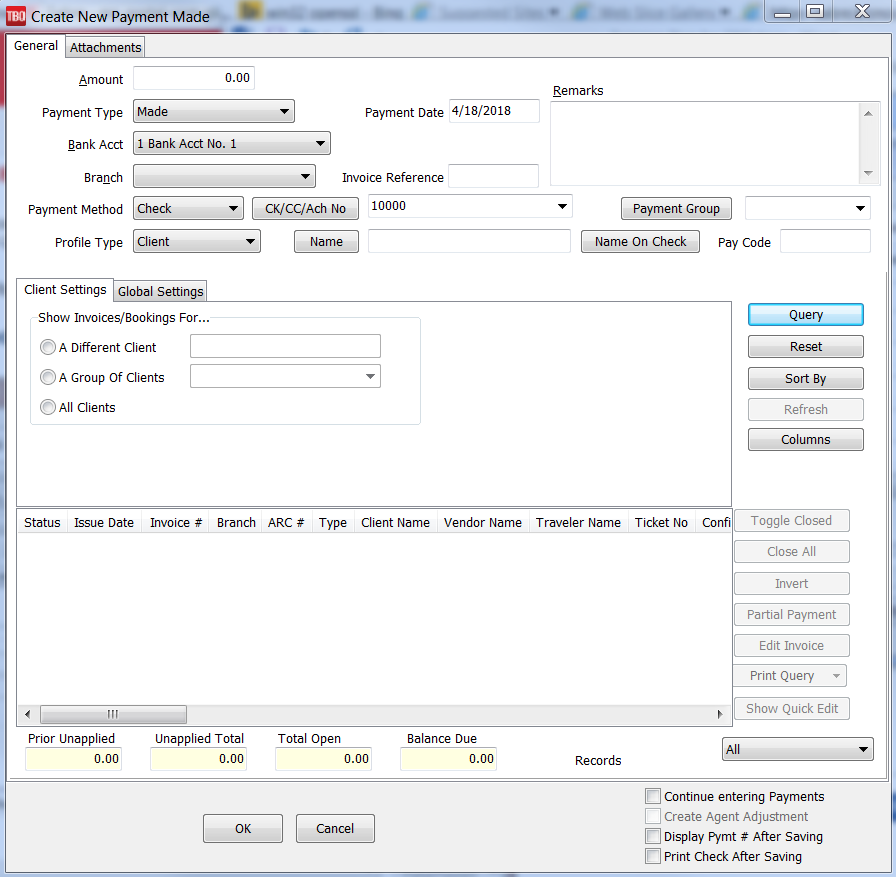 TBO Create New Payment Made
General Attachments
Amount 0.00
Remarks
Payment Type Made Payment Date 4/18/2018
Bank Acct 1 Bank Acct No. 1
Branch Invoice Reference
Payment Method Check CK/CC/Ach No 10000 Payment Group
Profile Type Client Name Name On Check Pay Code
Client Settings Global Settings
Show Invoices/Bookings For...
A Different Client
A Group Of Clients
All Clients
Query
Reset
Sort By
Refresh
Columns
Status Issue Date Invoice # Branch ARC # Type Client Name Vendor Name Traveler Name Ticket No Confi
Toggle Closed
Close All
Invert
Partial Payment
Edit Invoice
Print Query
Show Quick Edit
Prior Unapplied Unapplied Total Total Open Balance Due
0.00 0.00 0.00 0.00
Records All
OK Cancel
Continue entering Payments
Create Agent Adjustment
Display Pymt # After Saving
Print Check After Saving